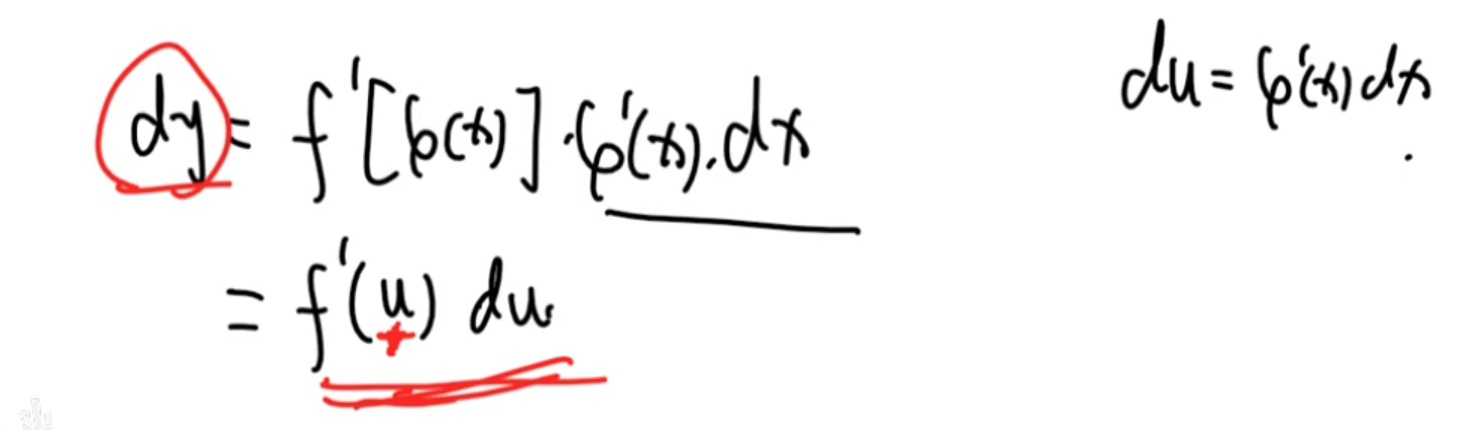 dy = f'[φ(x)]·φ'(x).dx
du = φ'(x)dx
= f'(u) du